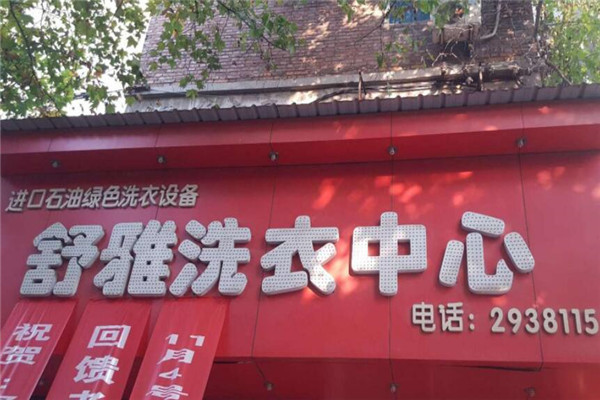 进口石油绿色洗衣设备
舒雅洗衣中心
电话：2938115
祝贺
回馈
11月4号